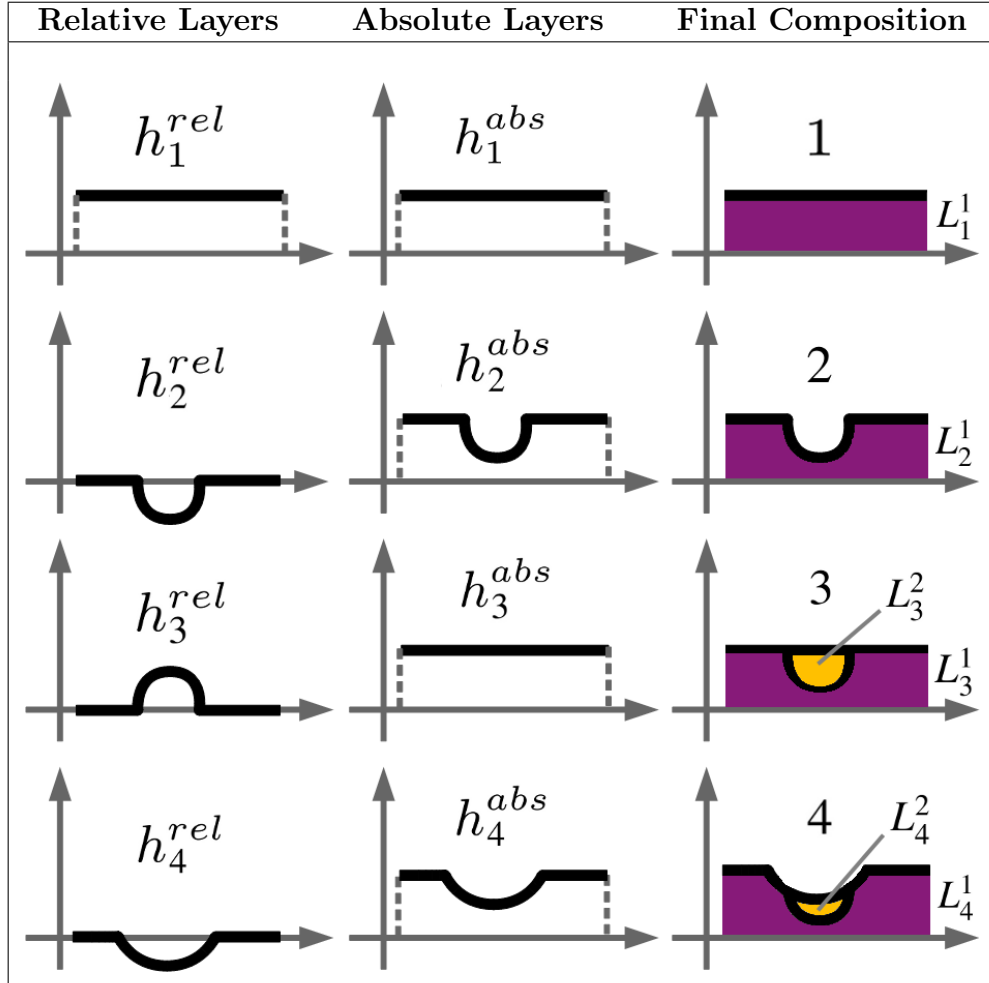 Relative Layers Absolute Layers Final Composition
h_1^{rel} h_1^{abs} 1
L_1^1
h_2^{rel} h_2^{abs} 2
L_2^1
h_3^{rel} h_3^{abs} 3 L_3^2
L_3^1
h_4^{rel} h_4^{abs} 4 L_4^2
L_4^1